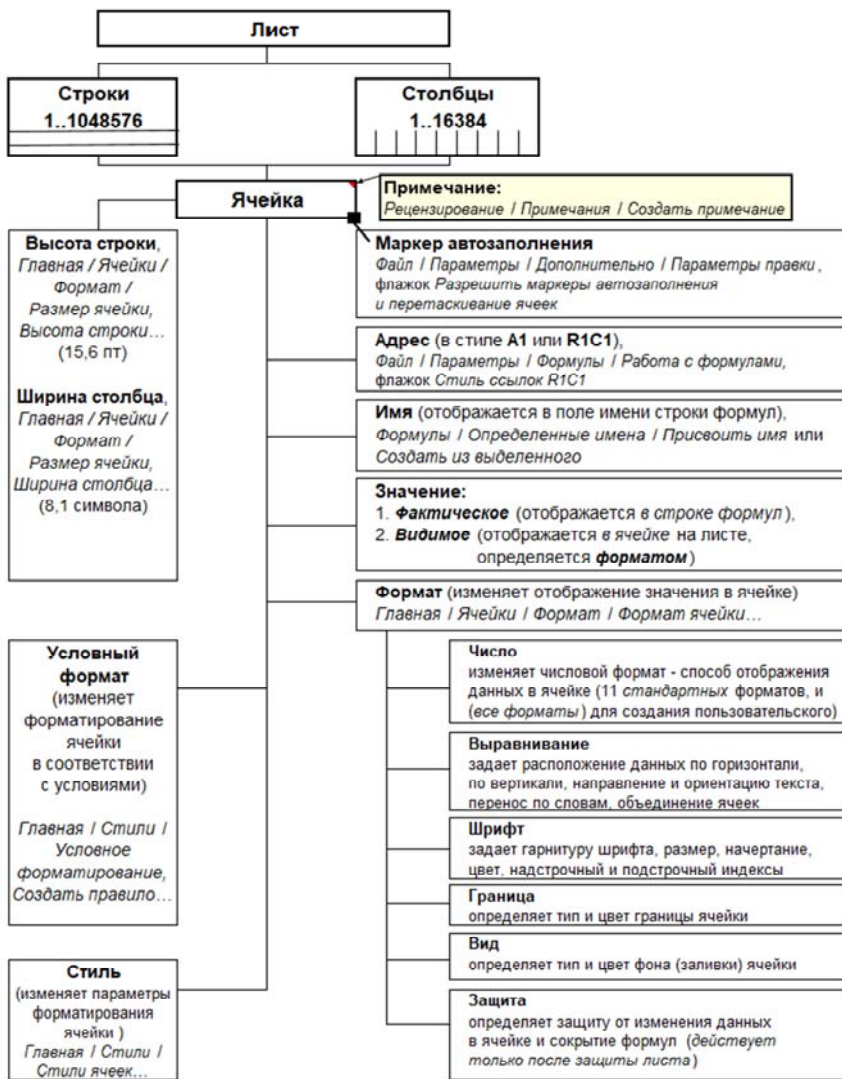 Лист
Строки
1..1048576
Столбцы
1..16384
Ячейка
Примечание:
Рецензирование / Примечания / Создать примечание
Высота строки,
Главная / Ячейки /
Формат /
Размер ячейки,
Высота строки...
(15,6 пт)
Ширина столбца,
Главная / Ячейки /
Формат /
Размер ячейки,
Ширина столбца...
(8,1 символа)
Маркер автозаполнения
Файл / Параметры / Дополнительно / Параметры правки,
флажок Разрешить маркеры автозаполнения
и перетаскивание ячеек
Адрес (в стиле A1 или R1C1),
Файл / Параметры / Формулы / Работа с формулами,
флажок Стиль ссылок R1C1
Имя (отображается в поле имени строки формул),
Формулы / Определенные имена / Присвоить имя или
Создать из выделенного
Значение:
1. Фактическое (отображается в строке формул),
2. Видимое (отображается в ячейке на листе,
определяется форматом)
Формат (изменяет отображение значения в ячейке)
Главная / Ячейки / Формат / Формат ячейки...
Условный
формат
(изменяет
форматирование
ячейки
в соответствии
с условиями)
Главная / Стили /
Условное
форматирование,
Создать правило...
Стиль
(изменяет параметры
форматирования
ячейки )
Главная / Стили /
Стили ячеек...
Число
изменяет числовой формат - способ отображения
данных в ячейке (11 стандартных форматов, и
(все форматы) для создания пользовательского)
Выравнивание
задает расположение данных по горизонтали,
по вертикали, направление и ориентацию текста,
перенос по словам, объединение ячеек
Шрифт
задает гарнитуру шрифта, размер, начертание,
цвет, надстрочный и подстрочный индексы
Граница
определяет тип и цвет границы ячейки
Вид
определяет тип и цвет фона (заливки) ячейки
Защита
определяет защиту от изменения данных
в ячейке и сокрытие формул (действует
только после защиты листа)